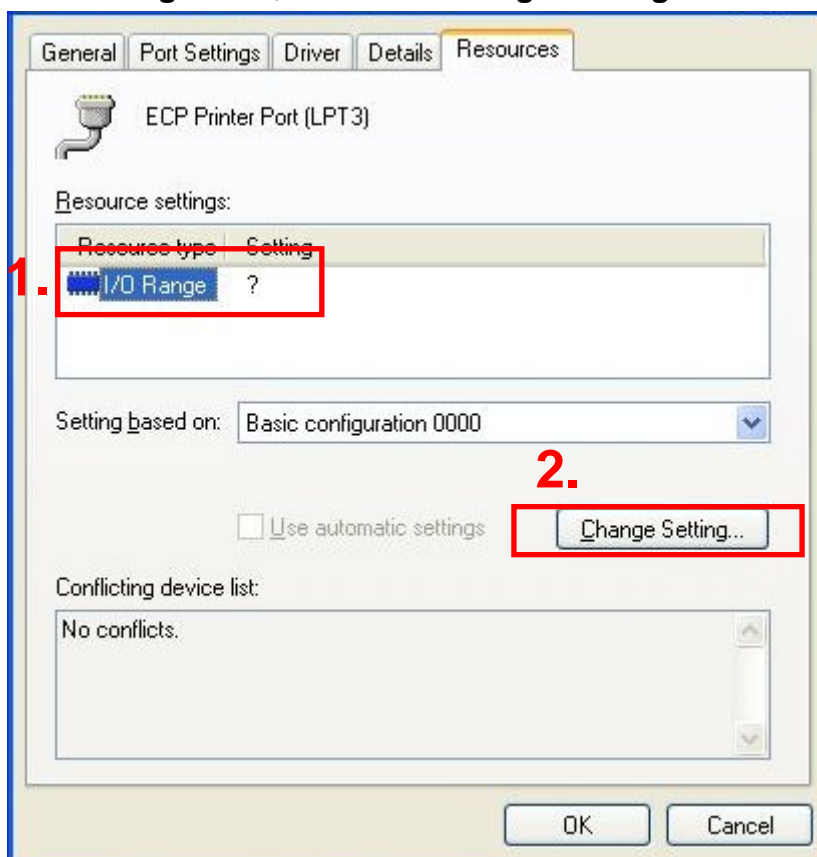 General Port Settings Driver Details Resources
ECP Printer Port (LPT3)
Resource settings:
Resource type Setting
1. I/O Range ?
Setting based on: Basic configuration 0000
2.
Use automatic settings Change Setting...
Conflicting device list:
No conflicts.
OK Cancel